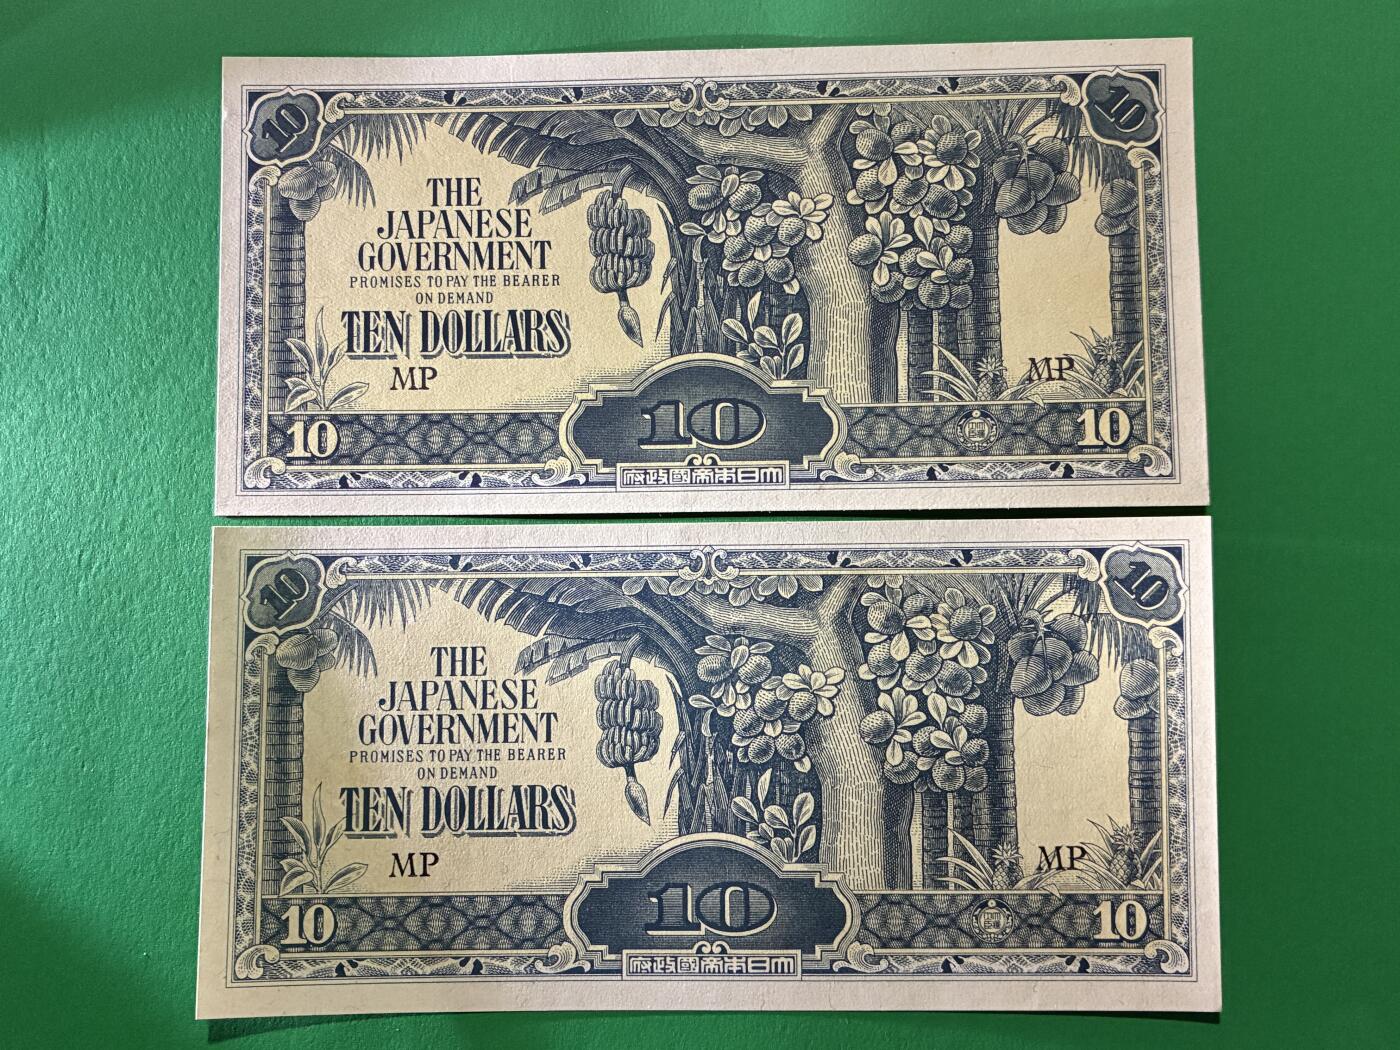 10 10
THE
JAPANESE
GOVERNMENT
PROMISES TO PAY THE BEARER
ON DEMAND
TEN DOLLARS
MP MP
10 10 10
府政國帝本日大
10 10
THE
JAPANESE
GOVERNMENT
PROMISES TO PAY THE BEARER
ON DEMAND
TEN DOLLARS
MP MP
10 10 10
府政國帝本日大